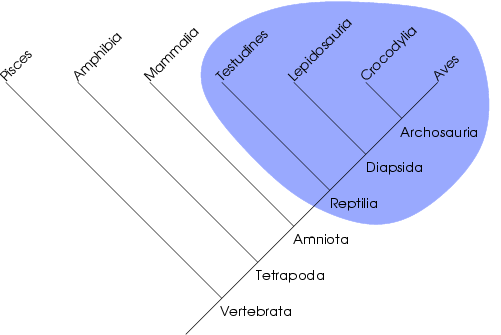 Pisces
Amphibia
Mammalia
Testudines
Lepidosauria
Crocodylia
Aves
Archosauria
Diapsida
Reptilia
Amniota
Tetrapoda
Vertebrata